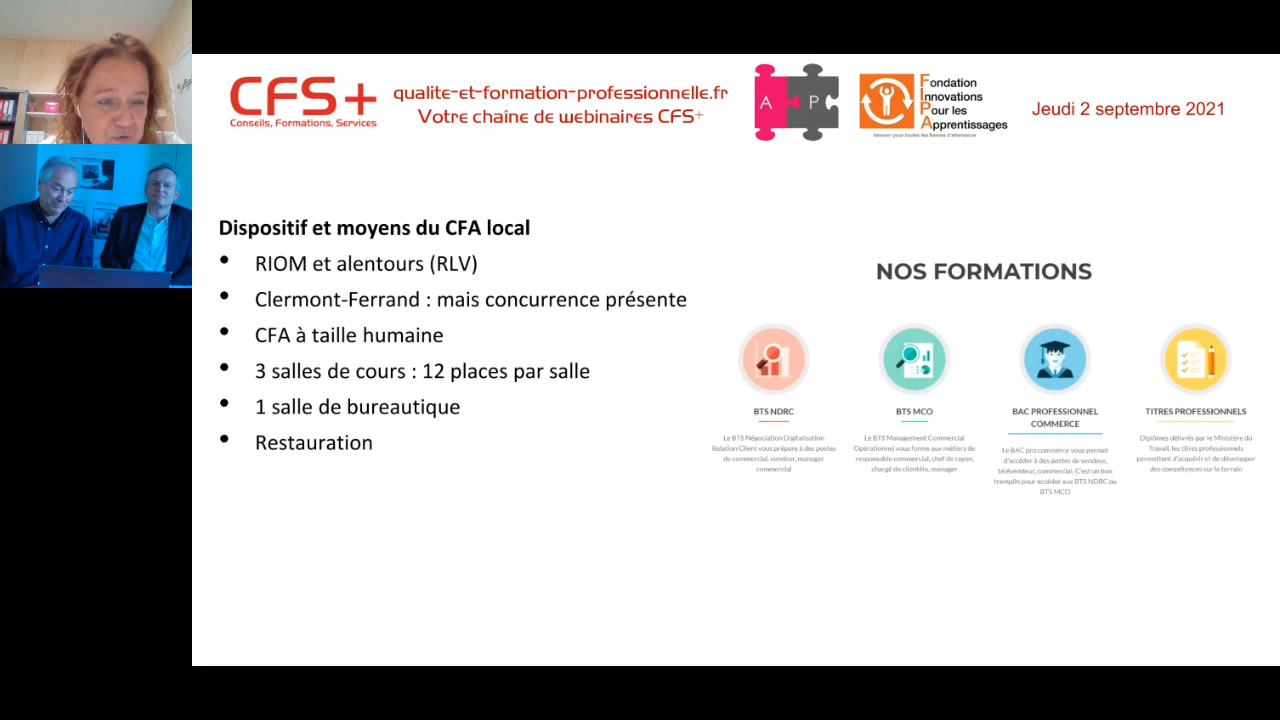 CFS+
Conseils, Formations, Services
qualite-et-formation-professionnelle.fr
Votre chaîne de webinaires CFS+
A P
Fondation
Innovations
Pour les
Apprentissages
Innover pour toutes les formes d'alternance
Jeudi 2 septembre 2021
Dispositif et moyens du CFA local
• RIOM et alentours (RLV)
• Clermont-Ferrand : mais concurrence présente
• CFA à taille humaine
• 3 salles de cours : 12 places par salle
• 1 salle de bureautique
• Restauration
NOS FORMATIONS
BTS NDRC
Le BTS Négociation Digitalisation
Relation Client vous prépare à des postes
de commercial, vendeur, manager
commercial
BTS MCO
Le BTS Management Commercial
Opérationnel vous forme aux métiers de
responsable commercial, chef de rayon,
chargé de clientèle, manager
BAC PROFESSIONNEL
COMMERCE
Le BAC pro commerce vous permet
d'accéder à des postes de vendeur,
télévendeur, commercial. C'est un bon
tremplin pour accéder aux BTS NDRC ou
BTS MCO
TITRES PROFESSIONNELS
Diplômes délivrés par le Ministère du
Travail, les titres professionnels
permettent d'acquérir et de développer
des compétences sur le terrain